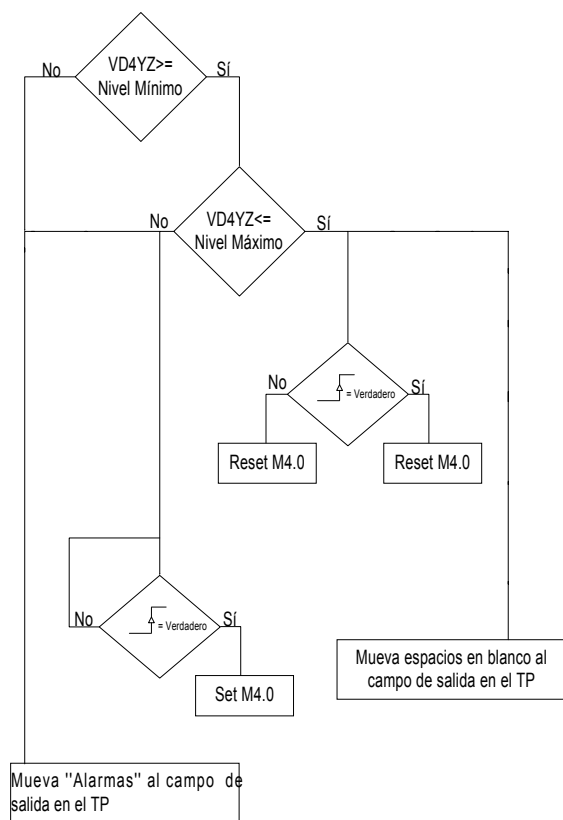 VD4YZ>=
Nivel Mínimo
No
Sí
VD4YZ<=
Nivel Máximo
No
Sí
= Verdadero
No
Sí
Reset M4.0
Reset M4.0
= Verdadero
No
Sí
Set M4.0
Mueva espacios en blanco al
campo de salida en el TP
Mueva "Alarmas" al campo de
salida en el TP